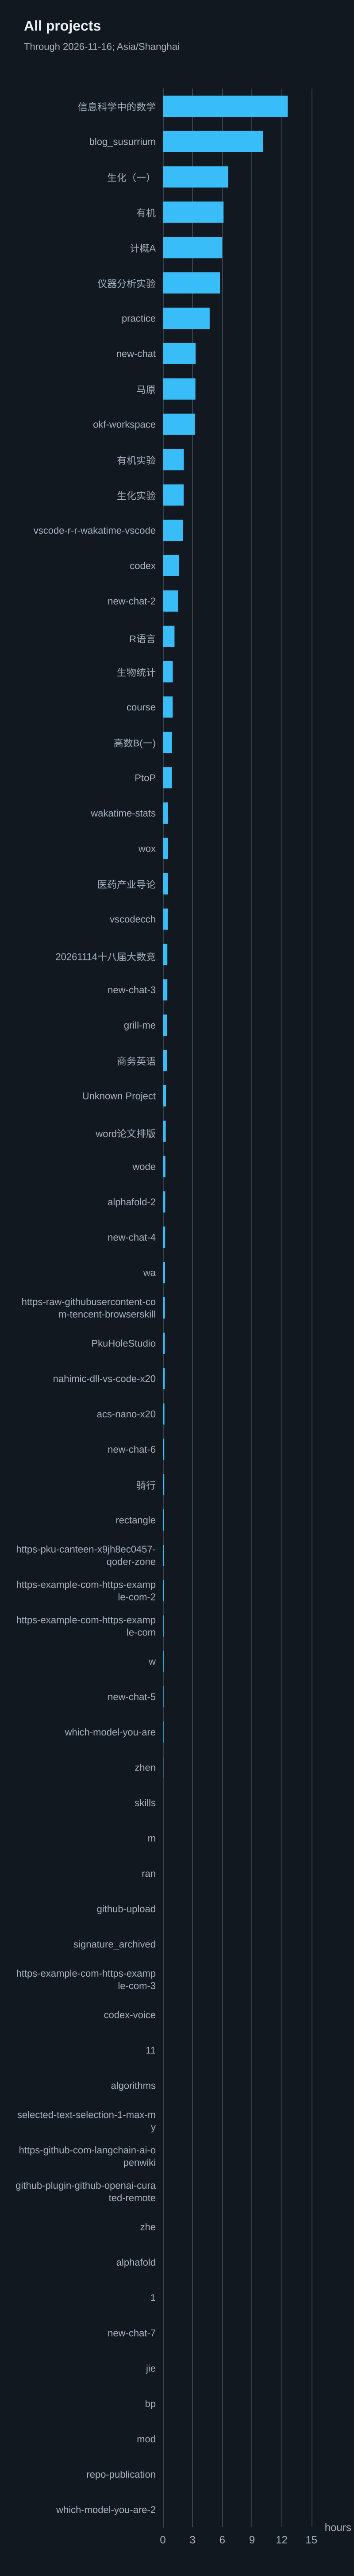 All projects
Through 2026-11-16; Asia/Shanghai
信息科学中的数学
blog_susurrium
生化（一）
有机
计概A
仪器分析实验
practice
new-chat
马原
okf-workspace
有机实验
生化实验
vscode-r-r-wakatime-vscode
codex
new-chat-2
R语言
生物统计
course
高数B(一)
PtoP
wakatime-stats
wox
医药产业导论
vscodecch
20261114十八届大数竞
new-chat-3
grill-me
商务英语
Unknown Project
word论文排版
wode
alphafold-2
new-chat-4
wa
https-raw-githubusercontent-co
m-tencent-browserskill
PkuHoleStudio
nahimic-dll-vs-code-x20
acs-nano-x20
new-chat-6
骑行
rectangle
https-pku-canteen-x9jh8ec0457-
qoder-zone
https-example-com-https-examp
le-com-2
https-example-com-https-examp
le-com
w
new-chat-5
which-model-you-are
zhen
skills
m
ran
github-upload
signature_archived
https-example-com-https-examp
le-com-3
codex-voice
11
algorithms
selected-text-selection-1-max-m
y
https-github-com-langchain-ai-o
penwiki
github-plugin-github-openai-cura
ted-remote
zhe
alphafold
1
new-chat-7
jie
bp
mod
repo-publication
which-model-you-are-2
hours
0 3 6 9 12 15